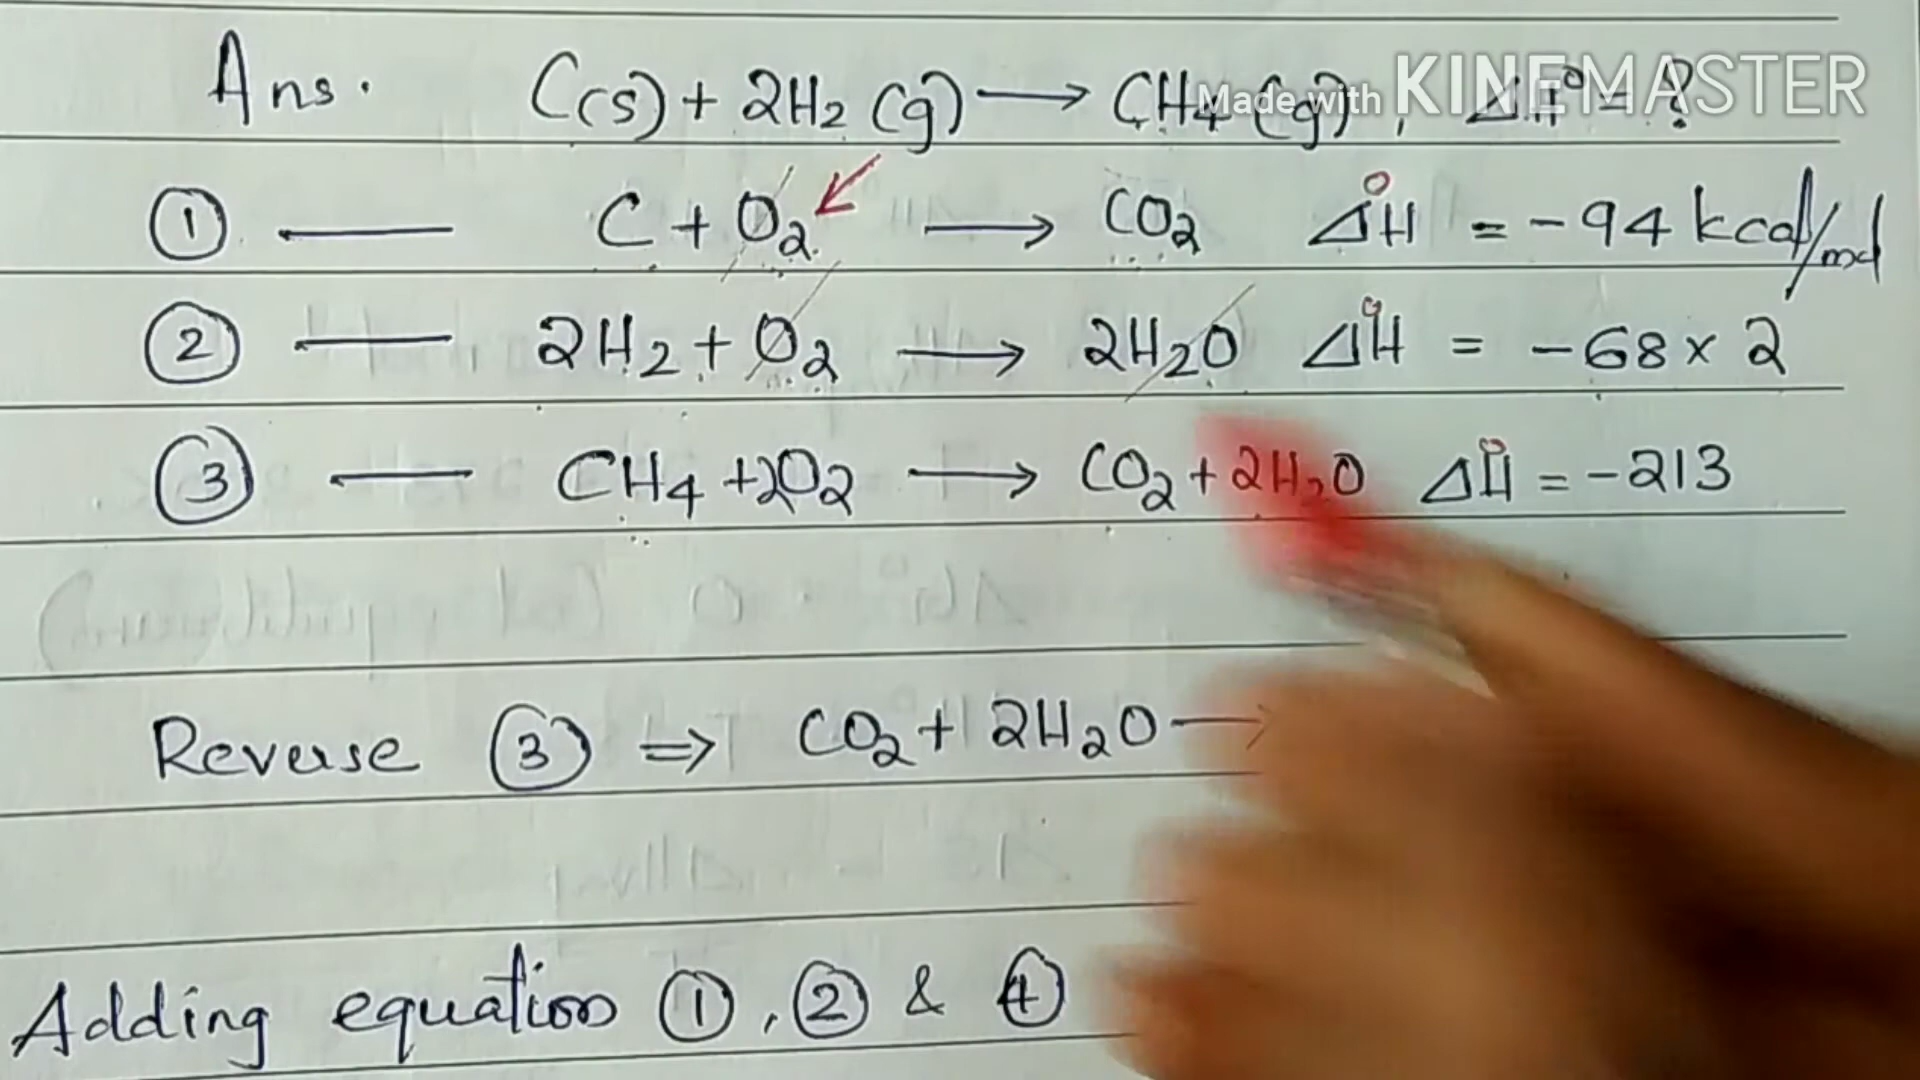 Ans. C(s) + 2H2 (g) → CH4 (g), ΔH° = ?
Made with KINEMASTER
① — C + O2 → CO2 ΔH° = -94 kcal/mol
② — 2H2 + O2 → 2H2O ΔH° = -68 × 2
③ — CH4 + 2O2 → CO2 + 2H2O ΔH° = -213
Reverse ③ ⇒ CO2 + 2H2O →
Adding equation ①, ② & ④